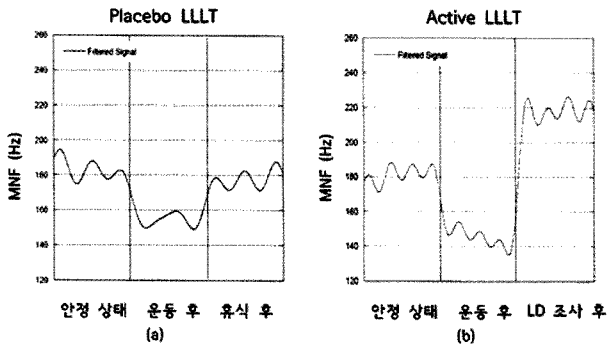 Placebo LLLT
Active LLLT
MNF (Hz)
260
240
220
200
180
160
140
120
Filtered Signal
안정 상태
운동 후
휴식 후
(a)
MNF (Hz)
260
240
220
200
180
160
140
120
Filtered Signal
안정 상태
운동 후
LD 조사 후
(b)